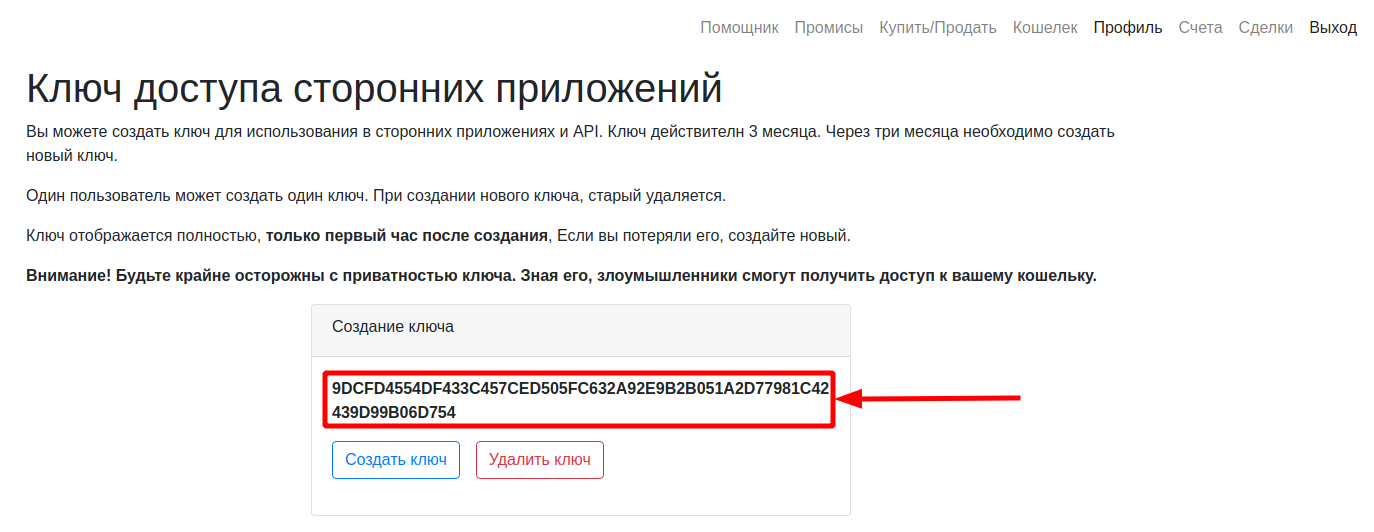 Помощник Промисы Купить/Продать Кошелек Профиль Счета Сделки Выход
Ключ доступа сторонних приложений
Вы можете создать ключ для использования в сторонних приложениях и API. Ключ действителн 3 месяца. Через три месяца необходимо создать
новый ключ.
Один пользователь может создать один ключ. При создании нового ключа, старый удаляется.
Ключ отображается полностью, только первый час после создания, Если вы потеряли его, создайте новый.
Внимание! Будьте крайне осторожны с приватностью ключа. Зная его, злоумышленники смогут получить доступ к вашему кошельку.
Создание ключа
9DCFD4554DF433C457CED505FC632A92E9B2B051A2D77981C42
439D99B06D754
Создать ключ Удалить ключ